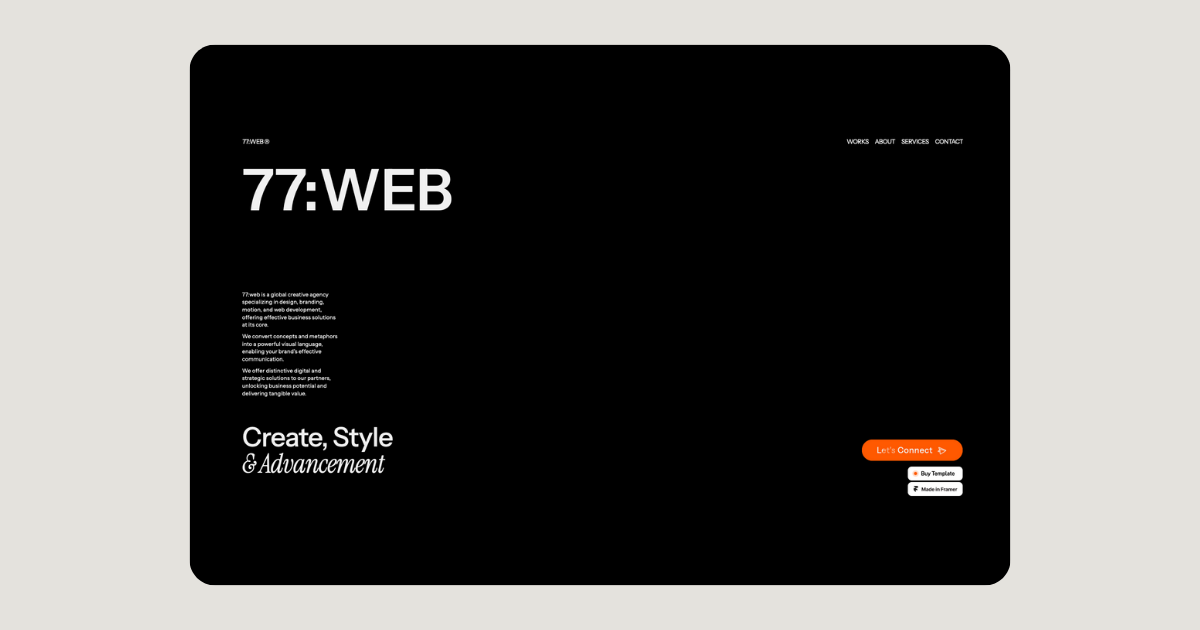 77:WEB®
WORKS ABOUT SERVICES CONTACT
77:WEB
77:web is a global creative agency
specializing in design, branding,
motion, and web development,
offering effective business solutions
at its core.
We convert concepts and metaphors
into a powerful visual language,
enabling your brand's effective
communication.
We offer distinctive digital and
strategic solutions to our partners,
unlocking business potential and
delivering tangible value.
Create, Style
& Advancement
Let's Connect
Buy Template
Made in Framer